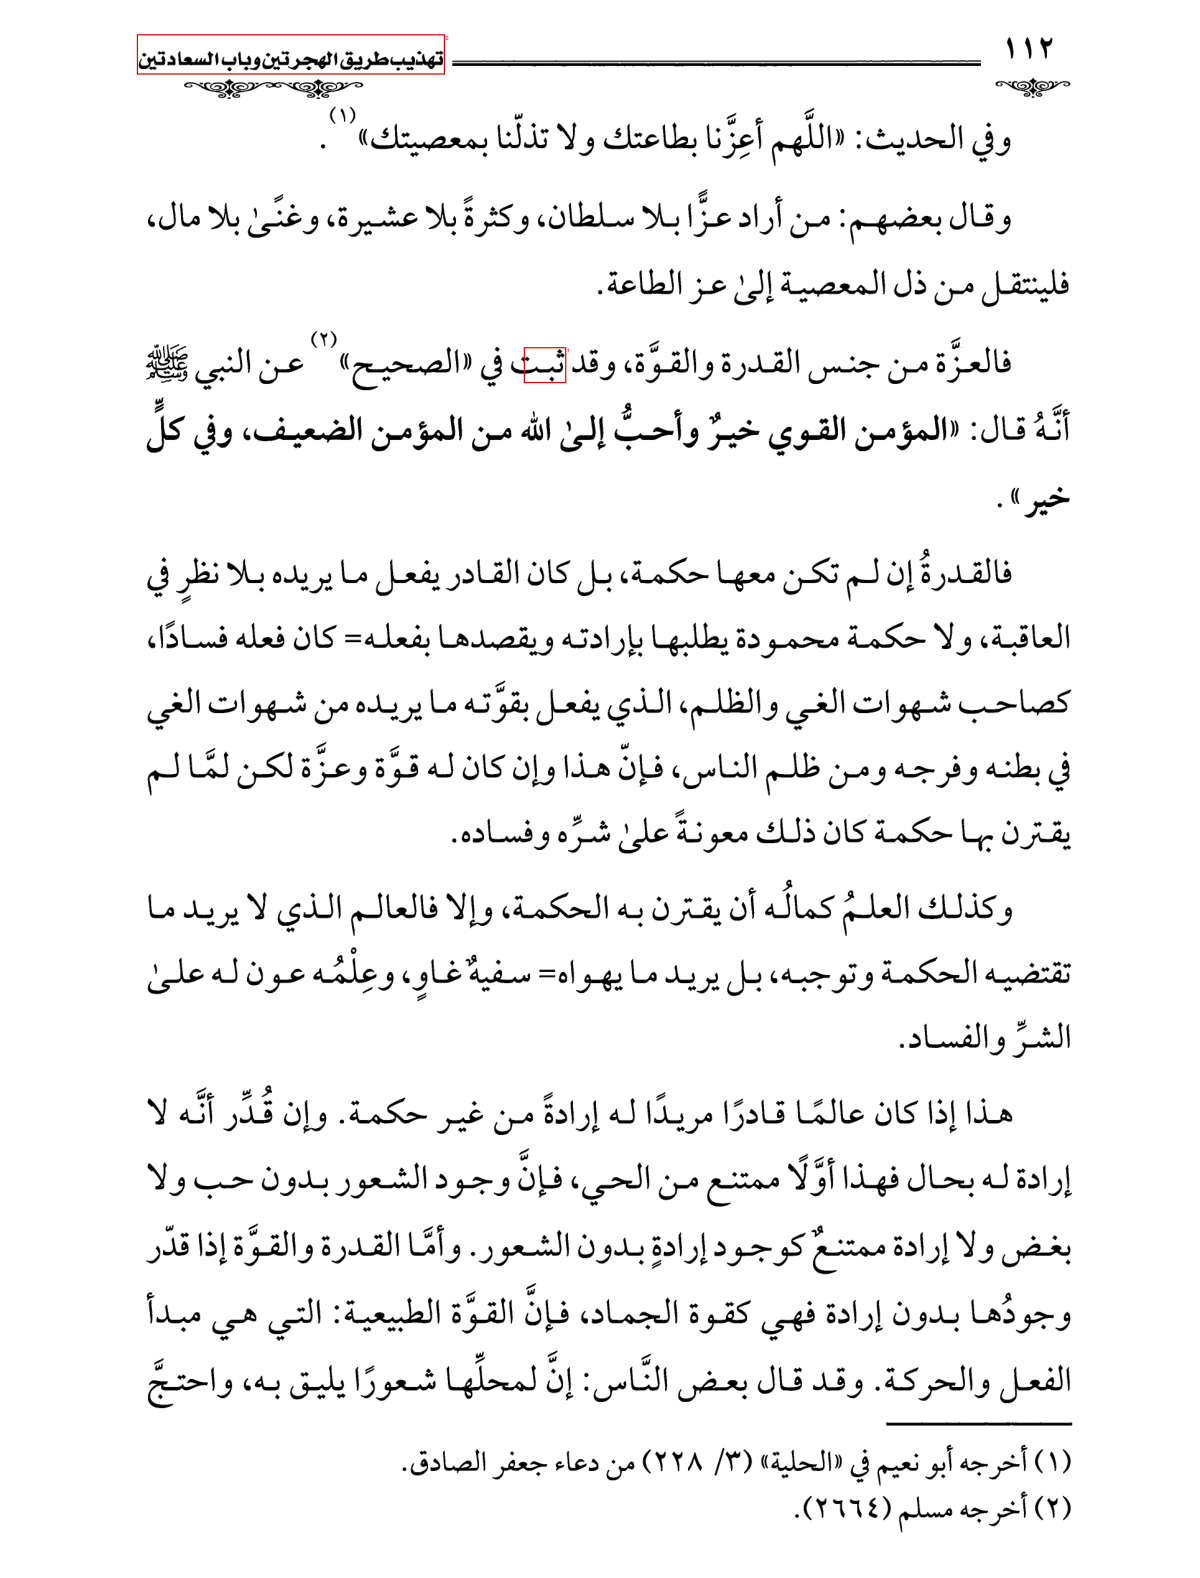 ١١٢ تهذيب طريق الهجرتين وباب السعادتين
وفي الحديث: «اللَّهم أعِزَّنا بطاعتك ولا تذلّنا بمعصيتك»(١).
وقال بعضهم: من أراد عزًّا بلا سلطان، وكثرةً بلا عشيرة، وغنًىٰ بلا مال،
فلينتقل من ذل المعصية إلىٰ عز الطاعة.
فالعزَّة من جنس القدرة والقوَّة، وقد ثبت في «الصحيح»(٢) عن النبي ﷺ
أنَّهُ قال: «المؤمن القوي خيرٌ وأحبُّ إلىٰ الله من المؤمن الضعيف، وفي كلٍّ
خير».
فالقدرةُ إن لم تكن معها حكمة، بل كان القادر يفعل ما يريده بلا نظرٍ في
العاقبة، ولا حكمة محمودة يطلبها بإرادته ويقصدها بفعله= كان فعله فسادًا،
كصاحب شهوات الغي والظلم، الذي يفعل بقوَّته ما يريده من شهوات الغي
في بطنه وفرجه ومن ظلم الناس، فإنّ هذا وإن كان له قوَّة وعزَّة لكن لمَّا لم
يقترن بها حكمة كان ذلك معونةً علىٰ شرِّه وفساده.
وكذلك العلمُ كمالُه أن يقترن به الحكمة، وإلا فالعالم الذي لا يريد ما
تقتضيه الحكمة وتوجبه، بل يريد ما يهواه= سفيهٌ غاوٍ، وعِلْمُه عون له علىٰ
الشرِّ والفساد.
هذا إذا كان عالمًا قادرًا مريدًا له إرادةً من غير حكمة. وإن قُدِّر أنَّه لا
إرادة له بحال فهذا أوَّلًا ممتنع من الحي، فإنَّ وجود الشعور بدون حب ولا
بغض ولا إرادة ممتنعٌ كوجود إرادةٍ بدون الشعور. وأمَّا القدرة والقوَّة إذا قدّر
وجودُها بدون إرادة فهي كقوة الجماد، فإنَّ القوَّة الطبيعية: التي هي مبدأ
الفعل والحركة. وقد قال بعض النَّاس: إنَّ لمحلِّها شعورًا يليق به، واحتجَّ
(١) أخرجه أبو نعيم في «الحلية» (٣/ ٢٢٨) من دعاء جعفر الصادق.
(٢) أخرجه مسلم (٢٦٦٤).